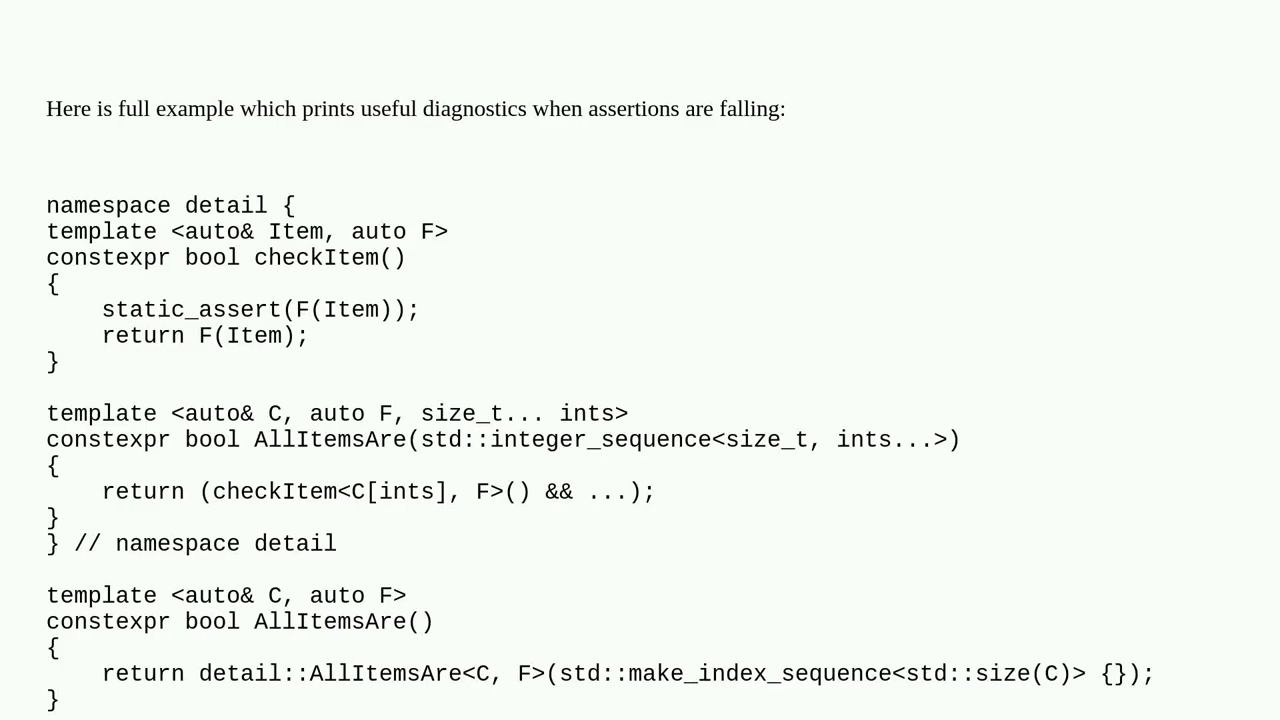 Here is full example which prints useful diagnostics when assertions are falling:
namespace detail {
template <auto& Item, auto F>
constexpr bool checkItem()
{
    static_assert(F(Item));
    return F(Item);
}
template <auto& C, auto F, size_t... ints>
constexpr bool AllItemsAre(std::integer_sequence<size_t, ints...>)
{
    return (checkItem<C[ints], F>() && ...);
}
} // namespace detail
template <auto& C, auto F>
constexpr bool AllItemsAre()
{
    return detail::AllItemsAre<C, F>(std::make_index_sequence<std::size(C)> {});
}